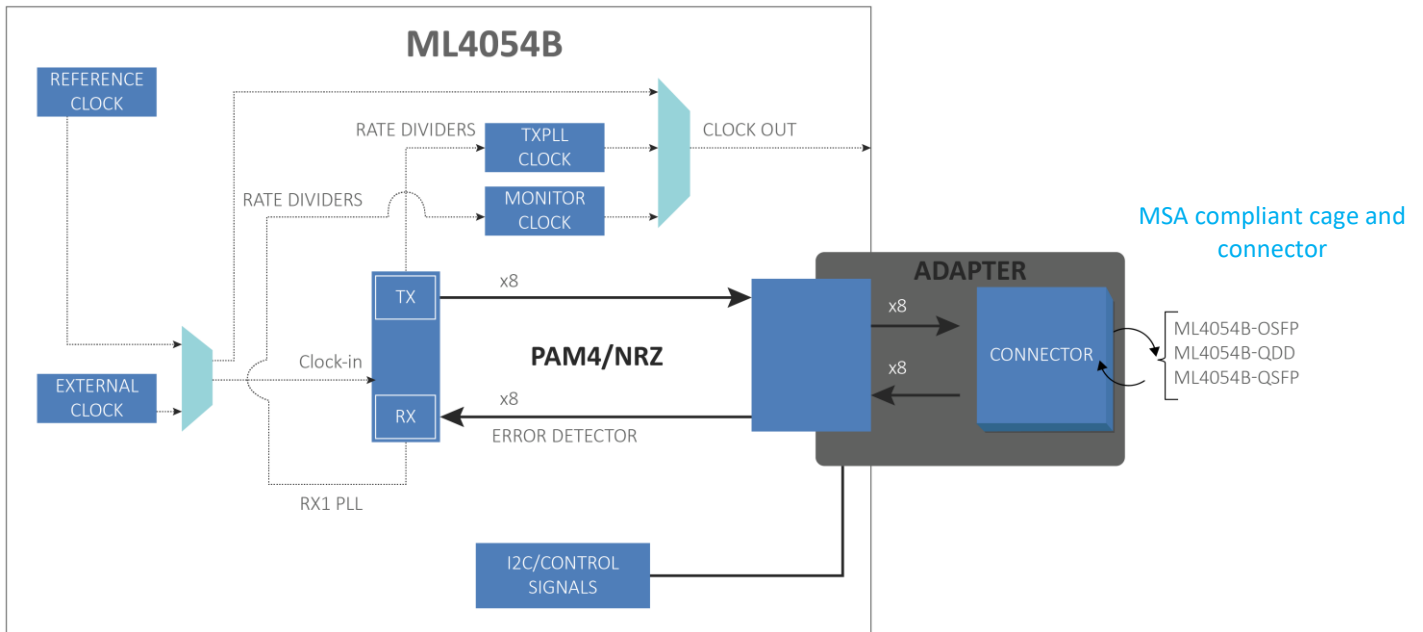 ML4054B
REFERENCE
CLOCK
RATE DIVIDERS
TXPLL
CLOCK
CLOCK OUT
RATE DIVIDERS
MONITOR
CLOCK
MSA compliant cage and
connector
ADAPTER
TX
x8
x8
CONNECTOR
ML4054B-OSFP
ML4054B-QDD
ML4054B-QSFP
PAM4/NRZ
Clock-in
EXTERNAL
CLOCK
x8
RX
x8
ERROR DETECTOR
RX1 PLL
I2C/CONTROL
SIGNALS